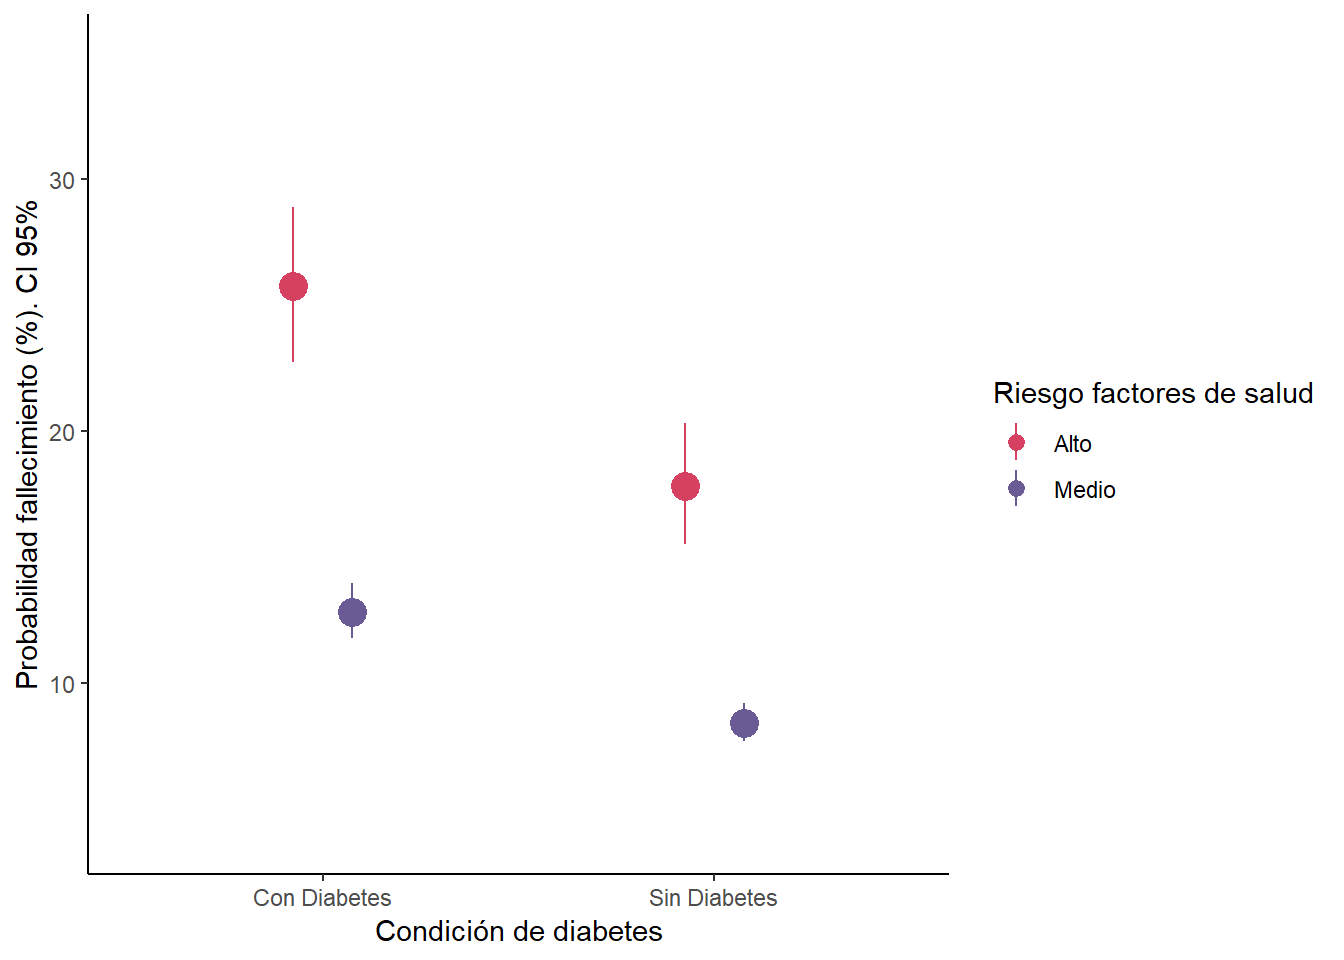 Probabilidad fallecimiento (%). CI 95%
30
20
10
Con Diabetes
Sin Diabetes
Condición de diabetes
Riesgo factores de salud
Alto
Medio